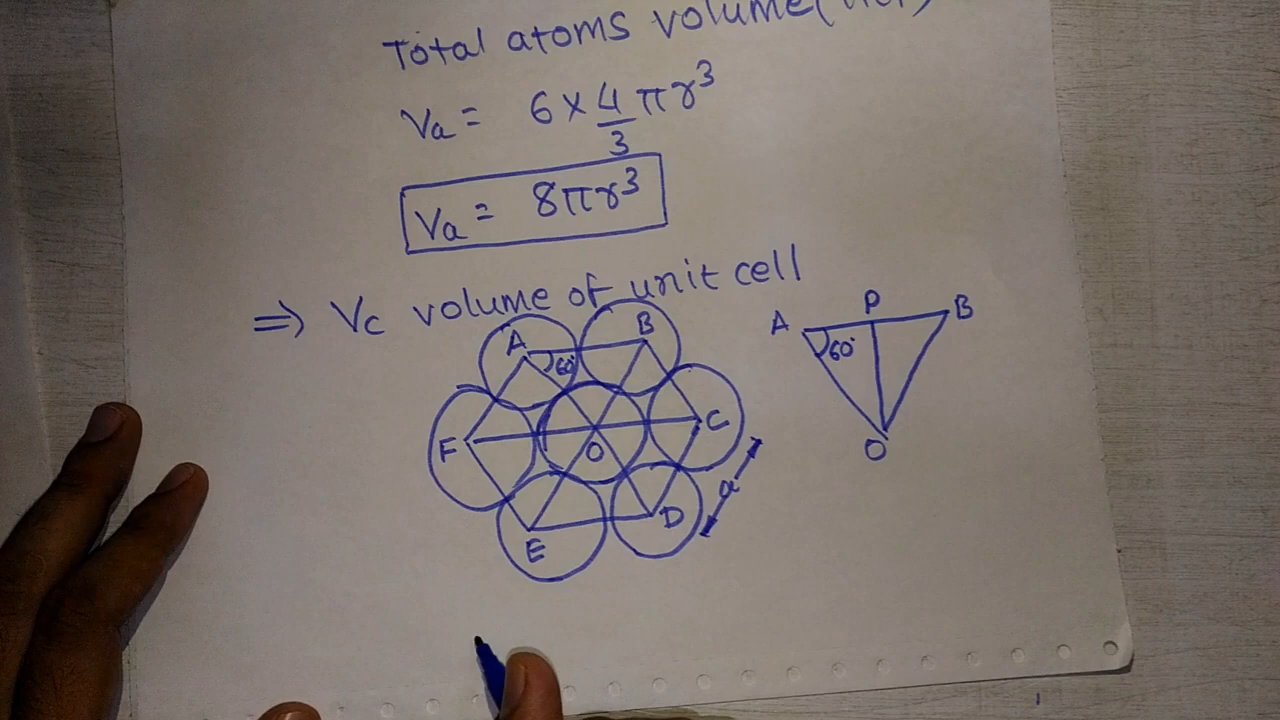 Total atoms volume(
Va = 6 × 4/3 πr³
Va = 8πr³
⇒ Vc volume of unit cell
A B
60°
F O C
E D
a
A P B
60°
O